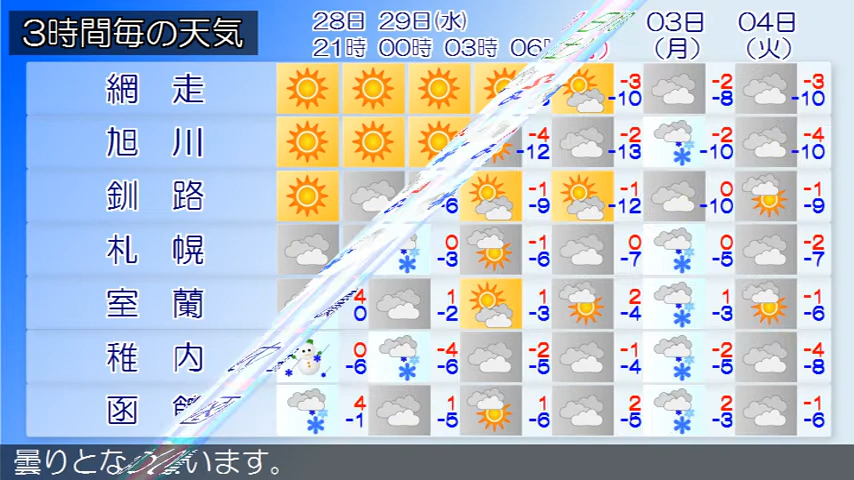 3時間毎の天気
28日 29日(水) 03日 04日
21時 00時 03時 06 (月) (火)
網走 -3 -10 -2 -8 -3 -10
旭川 -4 -12 -2 -13 -2 -10 -4 -10
釧路 -6 -1 -9 -1 -12 0 -10 -1 -9
札幌 0 -3 -1 -6 0 -7 0 -5 -2 -7
室蘭 4 0 1 -2 1 -3 2 -4 1 -3 -1 -6
稚内 0 -6 -4 -6 -2 -5 -1 -4 -2 -5 -4 -8
函 4 -1 1 -5 1 -6 2 -5 2 -3 -1 -6
曇りとな います。